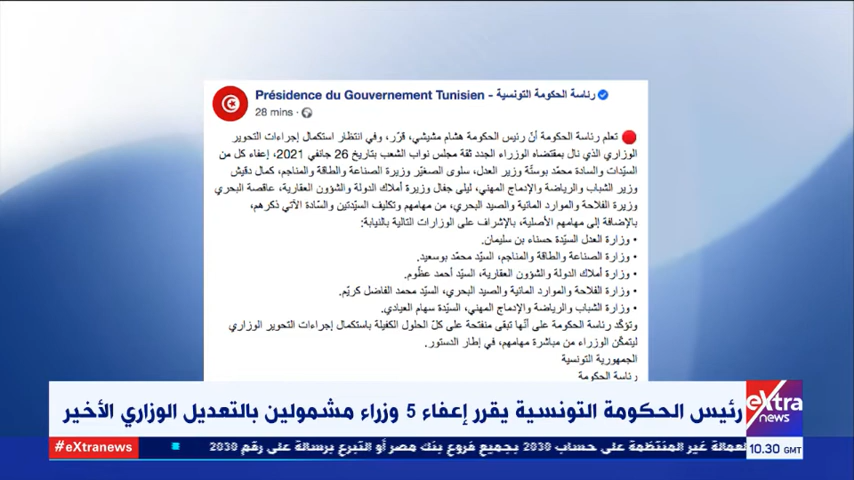 Présidence du Gouvernement Tunisien - رئاسة الحكومة التونسية
28 mins ·
تعلم رئاسة الحكومة أنّ رئيس الحكومة هشام مشيشي، قرّر، وفي انتظار استكمال إجراءات التحوير
الوزاري الذي نال بمقتضاه الوزراء الجدد ثقة مجلس نواب الشعب بتاريخ 26 جانفي 2021، إعفاء كل من
السيّدات والسادة محمّد بوستّة وزير العدل، سلوى الصغيّر وزيرة الصناعة والطاقة والمناجم، كمال دقيش
وزير الشباب والرياضة والإدماج المهني، ليلى جفال وزيرة أملاك الدولة والشؤون العقارية، عاقصة البحري
وزيرة الفلاحة والموارد المائية والصيد البحري، من مهامهم وتكليف السيّدتين والسّادة الآتي ذكرهم،
بالإضافة إلى مهامهم الأصلية، بالإشراف على الوزارات التالية بالنيابة:
• وزارة العدل السيّدة حسناء بن سليمان.
• وزارة الصناعة والطاقة والمناجم، السيّد محمّد بوسعيد.
• وزارة أملاك الدولة والشؤون العقارية، السيّد أحمد عظّوم.
• وزارة الفلاحة والموارد المائية والصيد البحري، السيّد محمد الفاضل كريّم.
• وزارة الشباب والرياضة والإدماج المهني، السيّدة سهام العيادي.
وتؤكّد رئاسة الحكومة على أنّها تبقى منفتحة على كلّ الحلول الكفيلة باستكمال إجراءات التحوير الوزاري
ليتمكّن الوزراء من مباشرة مهامهم، في إطار الدستور.
الجمهورية التونسية
رئاسة الحكومة
رئيس الحكومة التونسية يقرر إعفاء 5 وزراء مشمولين بالتعديل الوزاري الأخير
eXtra
news
#eXtranews
لعمالة غير المنتظمة على حساب 2030 بجميع فروع بنك مصر أو التبرع برسالة على رقم 2030
10.30 GMT